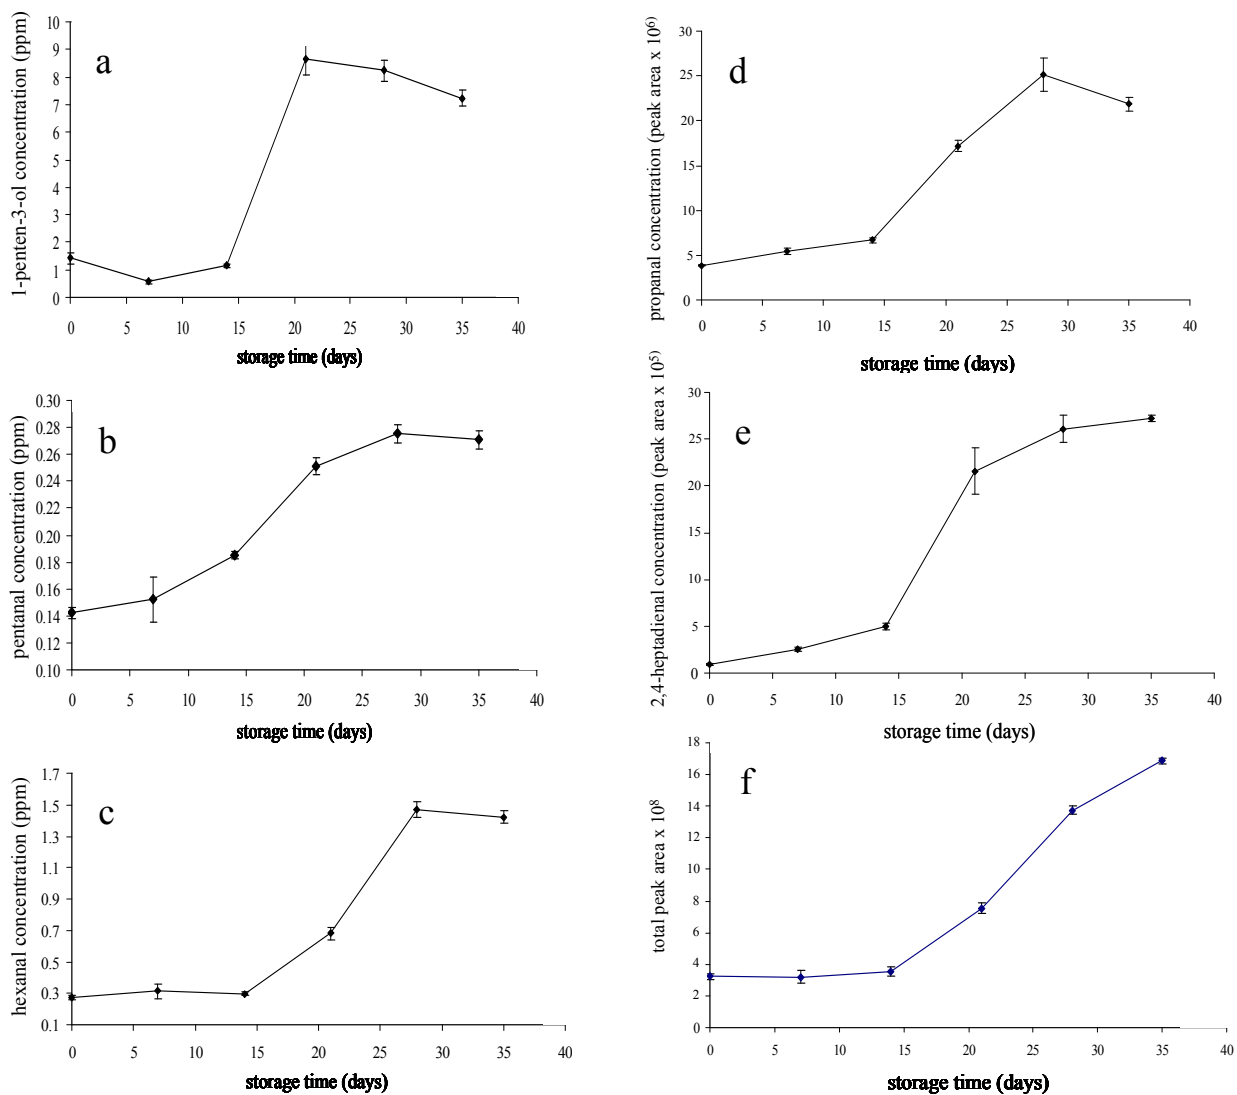 1-penten-3-ol concentration (ppm)
10
9
8
7
6
5
4
3
2
1
0
a
0 5 10 15 20 25 30 35 40
storage time (days)
propanal concentration (peak area x 10⁶)
30
25
20
15
10
5
0
d
0 5 10 15 20 25 30 35 40
storage time (days)
pentanal concentration (ppm)
0.30
0.28
0.26
0.24
0.22
0.20
0.18
0.16
0.14
0.12
0.10
b
0 5 10 15 20 25 30 35 40
storage time (days)
2,4-heptadienal concentration (peak area x 10⁵)
30
25
20
15
10
5
0
e
0 5 10 15 20 25 30 35 40
storage time (days)
hexanal concentration (ppm)
1.7
1.5
1.3
1.1
0.9
0.7
0.5
0.3
0.1
c
0 5 10 15 20 25 30 35 40
storage time (days)
total peak area x 10⁸
18
16
14
12
10
8
6
4
2
0
f
0 5 10 15 20 25 30 35 40
storage time (days)